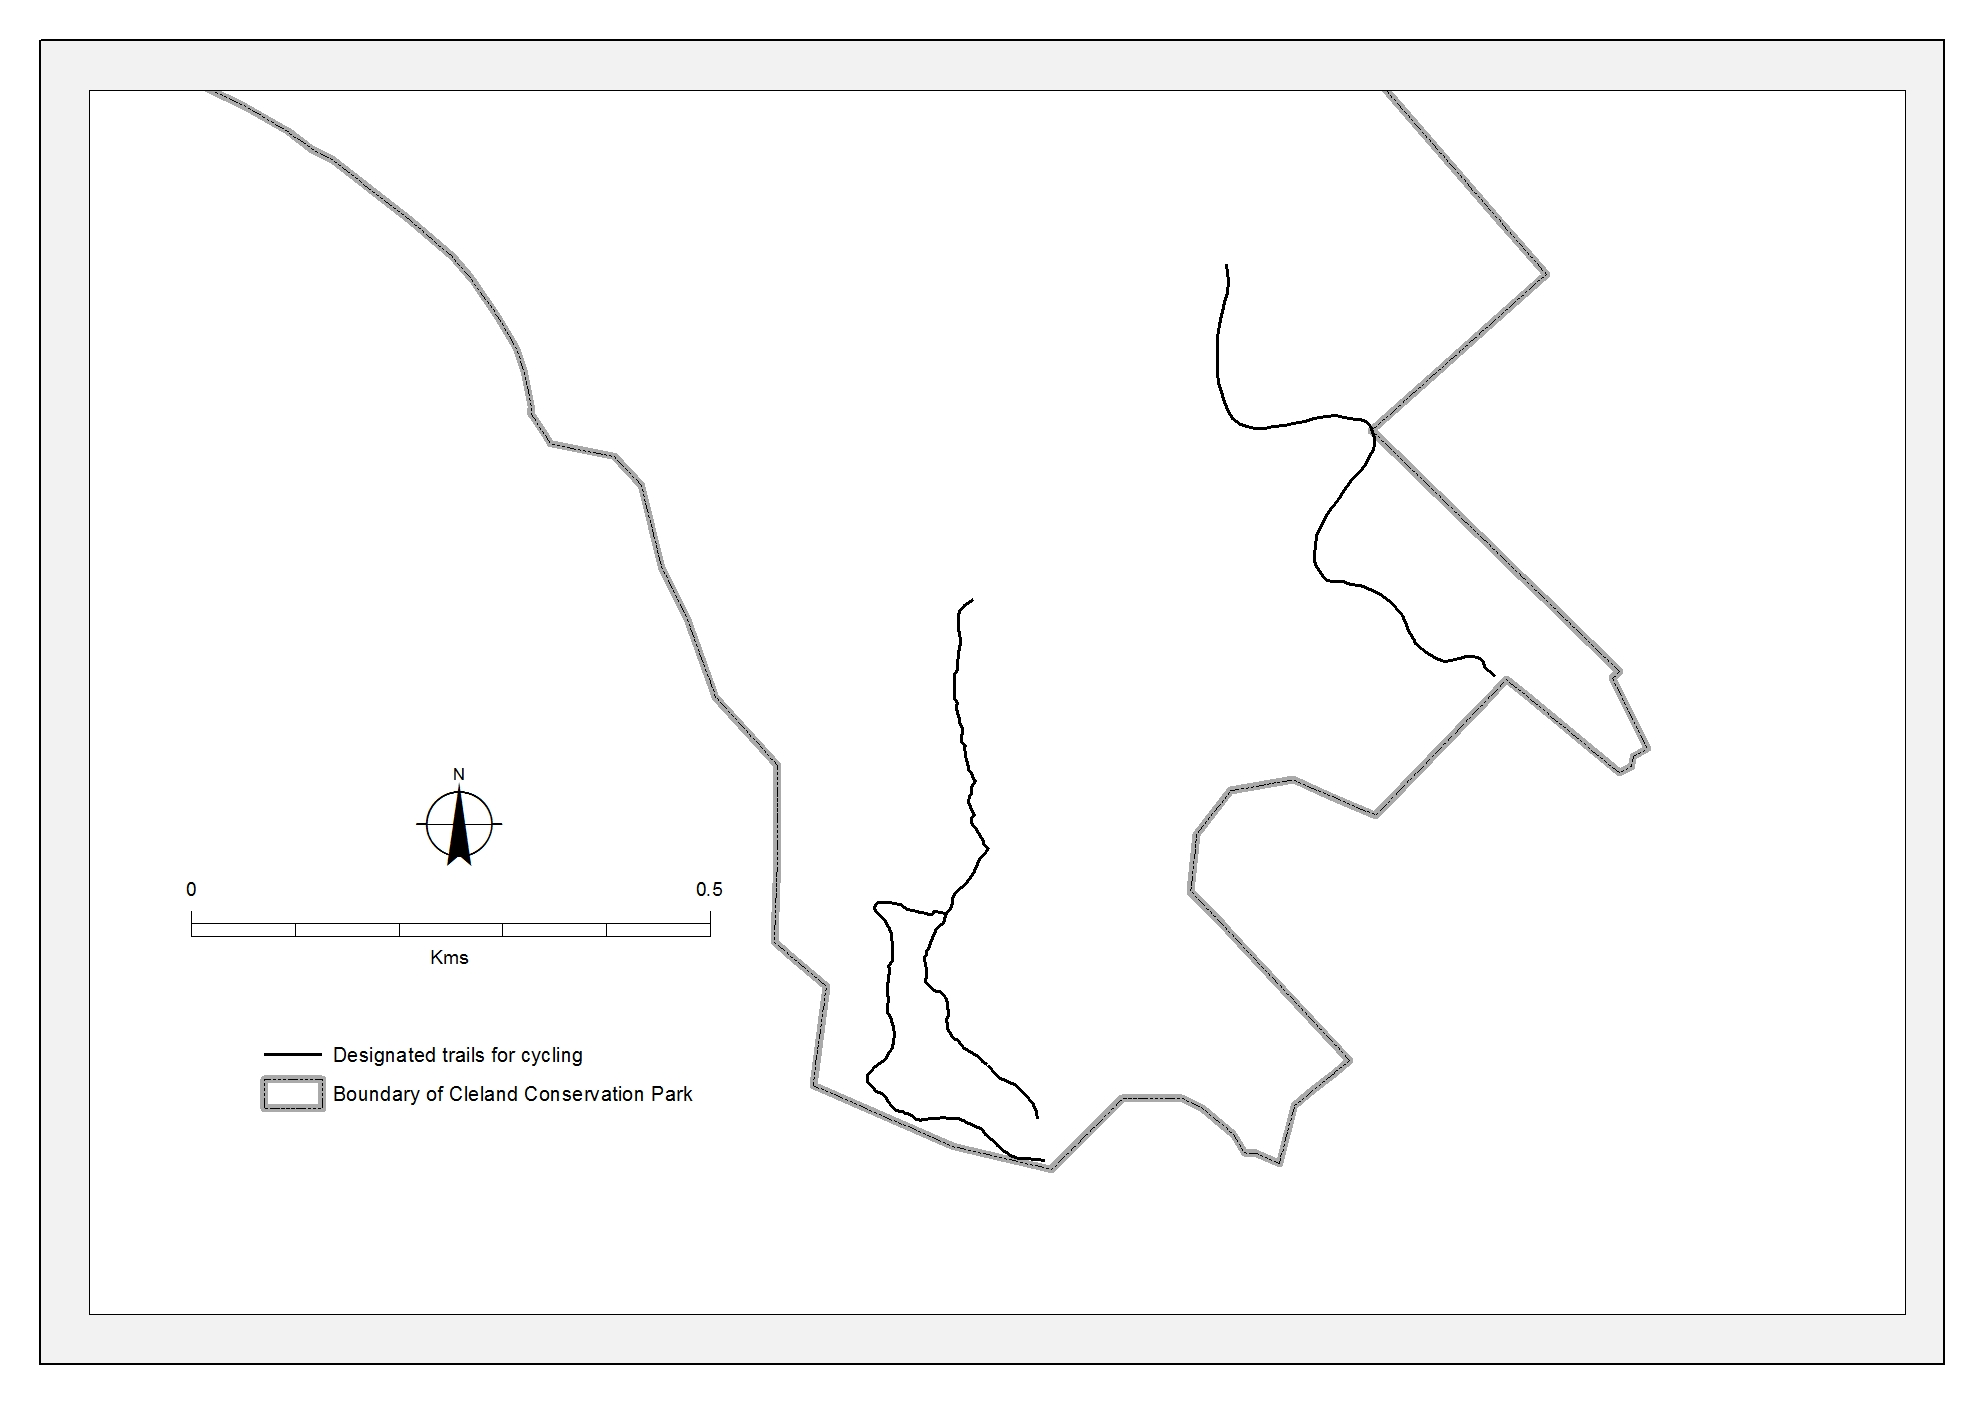 N
0 0.5
Kms
Designated trails for cycling
Boundary of Cleland Conservation Park